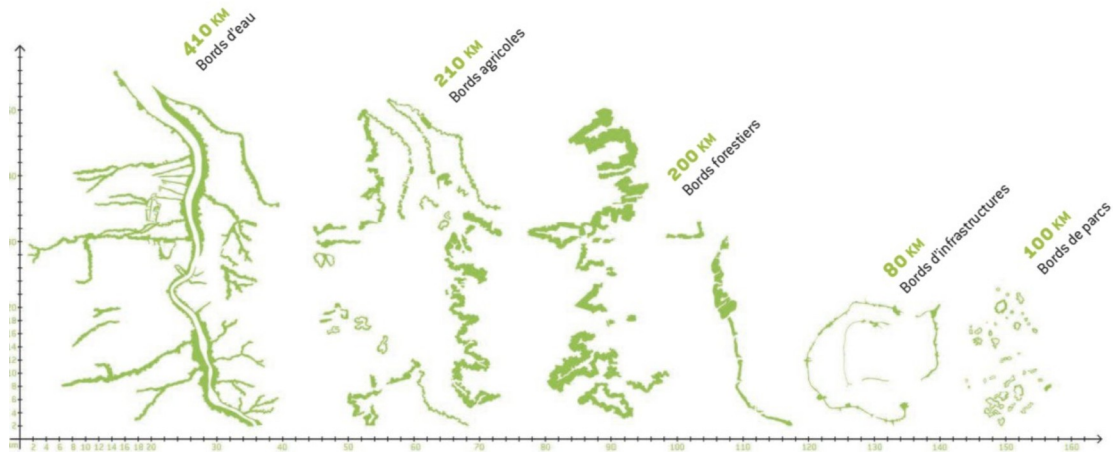 410 KM
Bords d'eau
210 KM
Bords agricoles
200 KM
Bords forestiers
80 KM
Bords d'infrastructures
100 KM
Bords de parcs
2 4 6 8 10 12 14 16 18 20 30 40 50 60 70 80 90 100 110 120 130 140 150 160